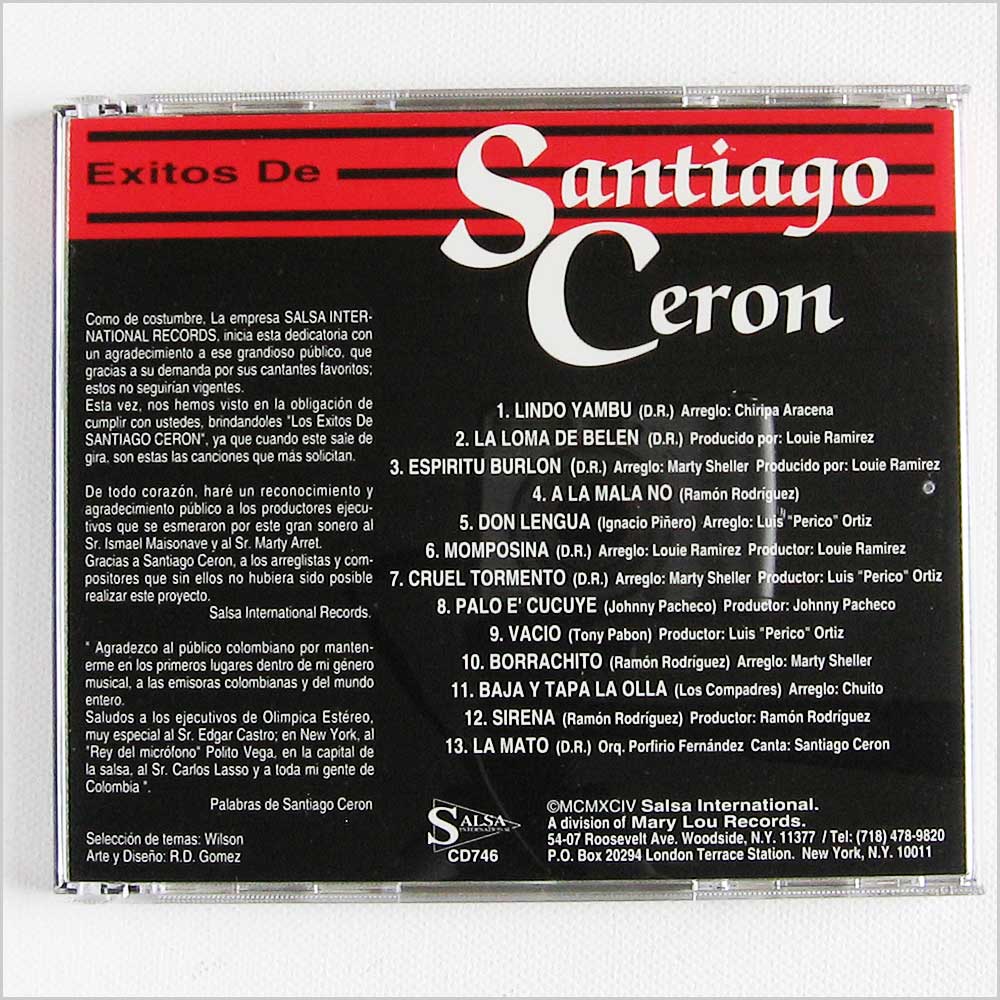 Exitos De
Santiago
Ceron
Como de costumbre, La empresa SALSA INTER-
NATIONAL RECORDS, inicia esta dedicatoria con
un agradecimiento a ese grandioso público, que
gracias a su demanda por sus cantantes favoritos;
estos no seguirían vigentes.
Esta vez, nos hemos visto en la obligación de
cumplir con ustedes, brindandoles "Los Exitos De
SANTIAGO CERON", ya que cuando este sale de
gira, son estas las canciones que más solicitan.
De todo corazón, haré un reconocimiento y
agradecimiento público a los productores ejecu-
tivos que se esmeraron por este gran sonero al
Sr. Ismael Maisonave y al Sr. Marty Arret.
Gracias a Santiago Ceron, a los arreglistas y com-
positores que sin ellos no hubiera sido posible
realizar este proyecto.
Salsa International Records.
" Agradezco al público colombiano por manten-
erme en los primeros lugares dentro de mi género
musical, a las emisoras colombianas y del mundo
entero.
Saludos a los ejecutivos de Olimpica Estéreo,
muy especial al Sr. Edgar Castro; en New York, al
"Rey del micrófono" Polito Vega, en la capital de
la salsa, al Sr. Carlos Lasso y a toda mi gente de
Colombia ".
Palabras de Santiago Ceron
Selección de temas: Wilson
Arte y Diseño: R.D. Gomez
1. LINDO YAMBU (D.R.) Arreglo: Chiripa Aracena
2. LA LOMA DE BELEN (D.R.) Producido por: Louie Ramirez
3. ESPIRITU BURLON (D.R.) Arreglo: Marty Sheller Producido por: Louie Ramirez
4. A LA MALA NO (Ramón Rodríguez)
5. DON LENGUA (Ignacio Piñero) Arreglo: Luis "Perico" Ortiz
6. MOMPOSINA (D.R.) Arreglo: Louie Ramirez Productor: Louie Ramirez
7. CRUEL TORMENTO (D.R.) Arreglo: Marty Sheller Productor: Luis "Perico" Ortiz
8. PALO E' CUCUYE (Johnny Pacheco) Productor: Johnny Pacheco
9. VACIO (Tony Pabon) Productor: Luis "Perico" Ortiz
10. BORRACHITO (Ramón Rodríguez) Arreglo: Marty Sheller
11. BAJA Y TAPA LA OLLA (Los Compadres) Arreglo: Chuito
12. SIRENA (Ramón Rodríguez) Productor: Ramón Rodríguez
13. LA MATO (D.R.) Orq. Porfirio Fernández Canta: Santiago Ceron
SALSA
INTERNATIONAL
CD746
©MCMXCIV Salsa International.
A division of Mary Lou Records.
54-07 Roosevelt Ave. Woodside, N.Y. 11377 / Tel: (718) 478-9820
P.O. Box 20294 London Terrace Station. New York, N.Y. 10011